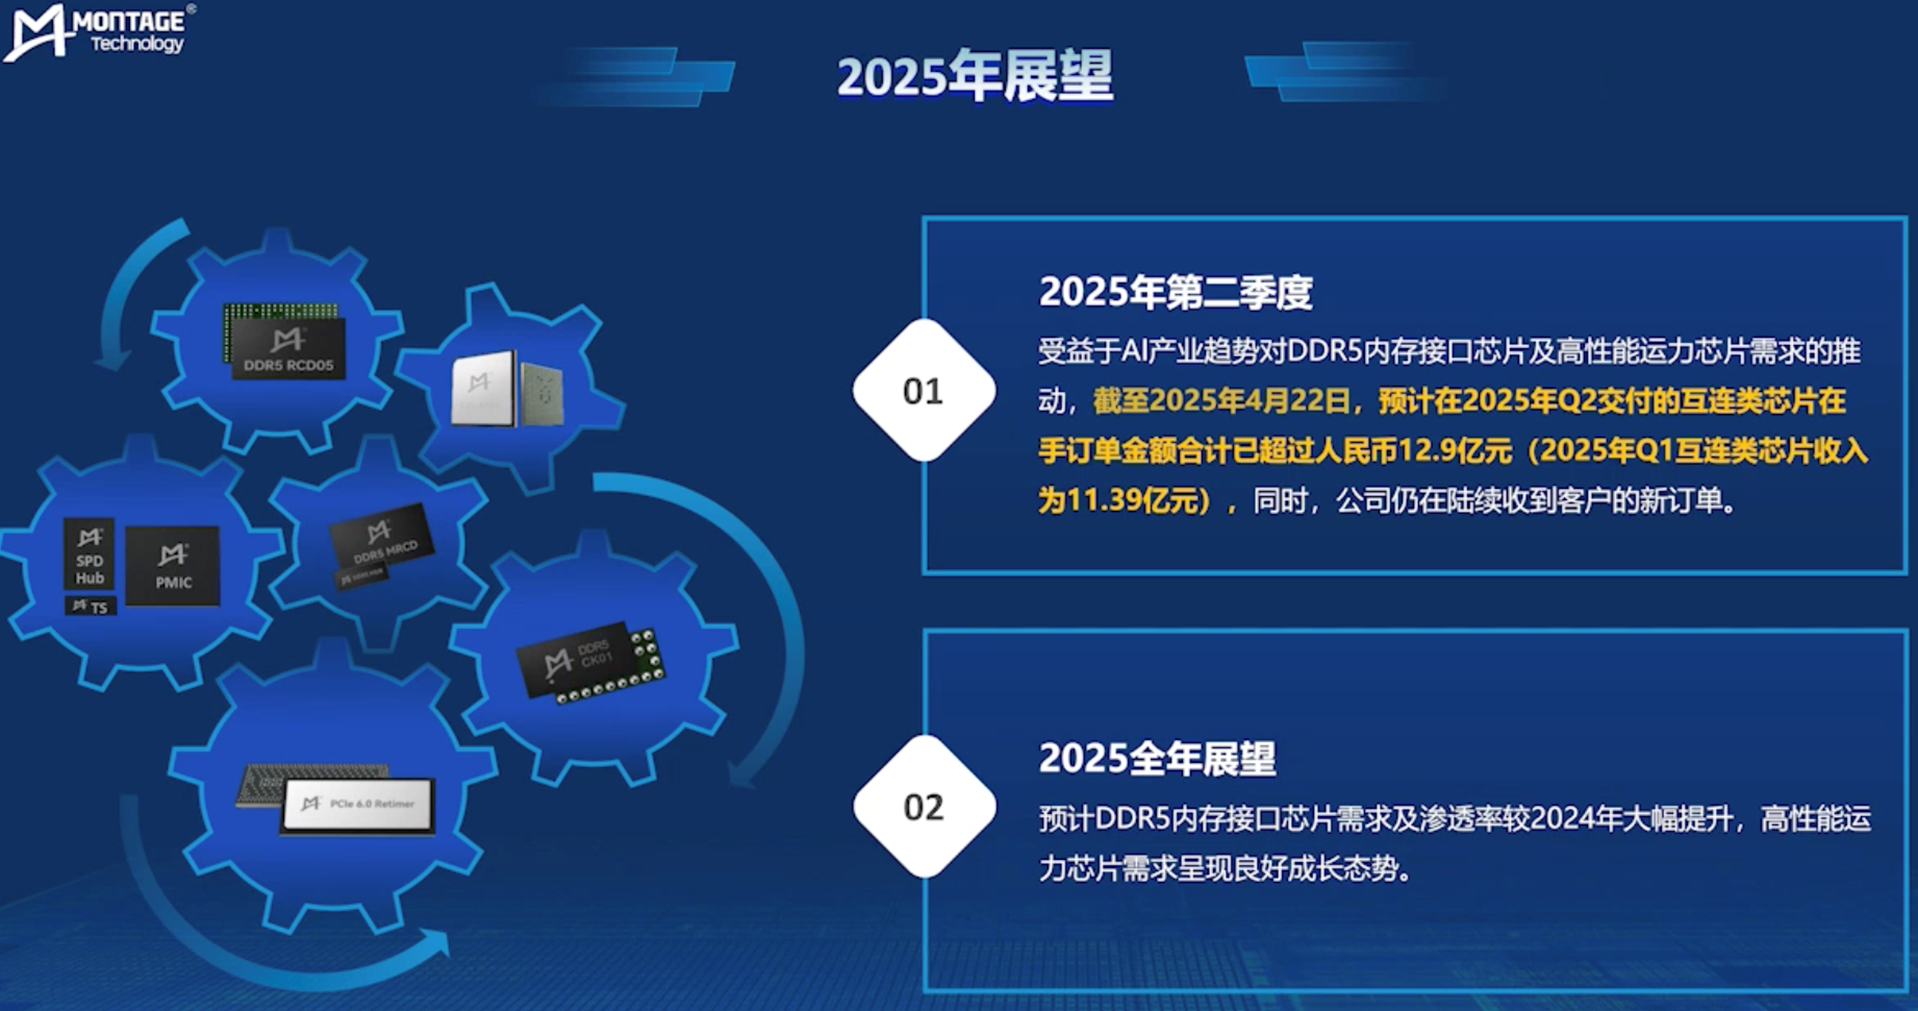 MONTAGE®
Technology
2025年展望
DDR5 RCD05
SPD
Hub
TS
PMIC
DDR5 MRCD
DDR5
CK01
PCIe 6.0 Retimer
01
2025年第二季度
受益于AI产业趋势对DDR5内存接口芯片及高性能运力芯片需求的推
动，截至2025年4月22日，预计在2025年Q2交付的互连类芯片在
手订单金额合计已超过人民币12.9亿元（2025年Q1互连类芯片收入
为11.39亿元），同时，公司仍在陆续收到客户的新订单。
02
2025全年展望
预计DDR5内存接口芯片需求及渗透率较2024年大幅提升，高性能运
力芯片需求呈现良好成长态势。